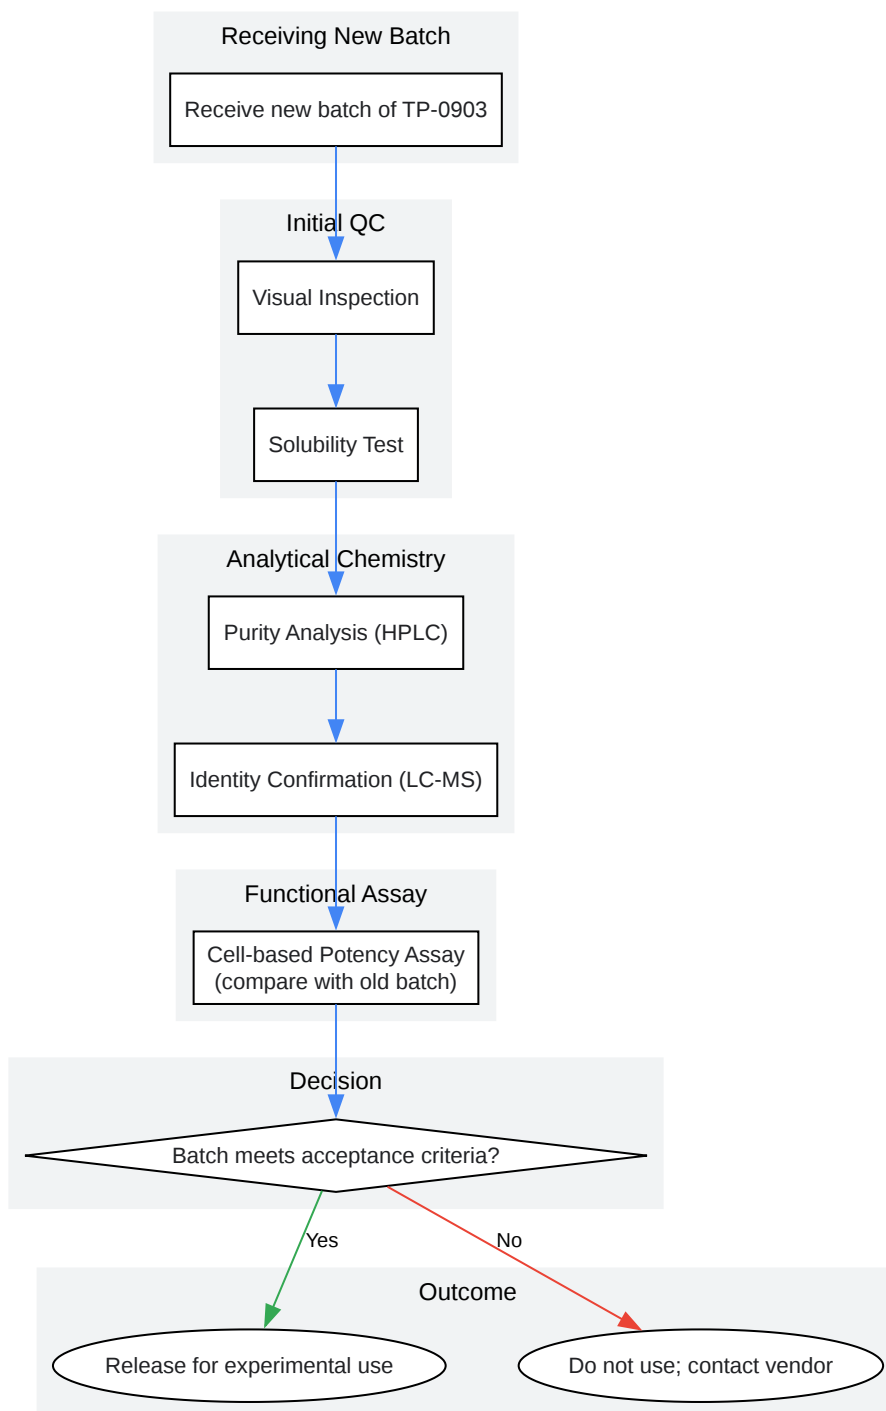 Receiving New Batch
Receive new batch of TP-0903
Initial QC
Visual Inspection
Solubility Test
Analytical Chemistry
Purity Analysis (HPLC)
Identity Confirmation (LC-MS)
Functional Assay
Cell-based Potency Assay
(compare with old batch)
Decision
Batch meets acceptance criteria?
Yes
No
Outcome
Release for experimental use
Do not use; contact vendor